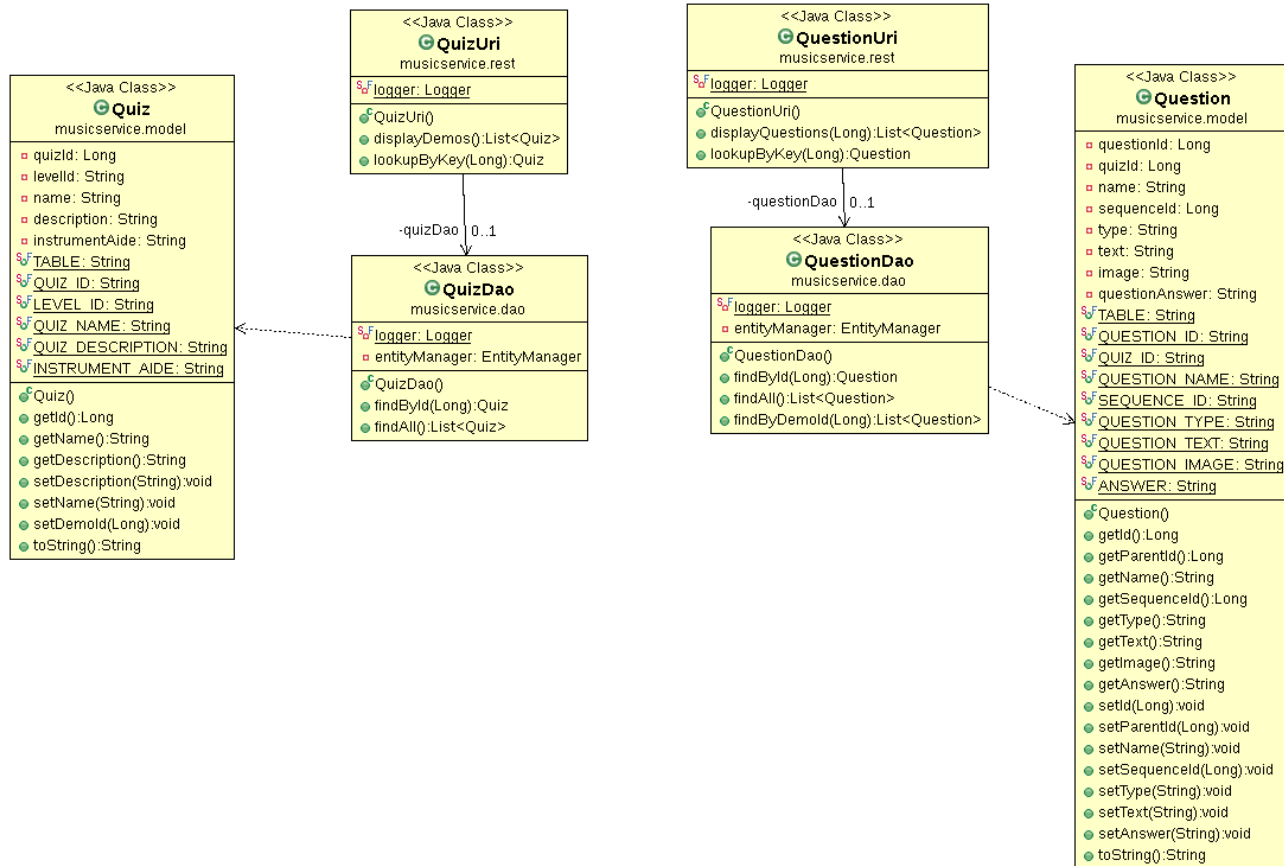 <<Java Class>>
Quiz
musicservice.model
quizId: Long
levelId: String
name: String
description: String
instrumentAide: String
TABLE: String
QUIZ_ID: String
LEVEL_ID: String
QUIZ_NAME: String
QUIZ_DESCRIPTION: String
INSTRUMENT_AIDE: String
Quiz()
getId():Long
getName():String
getDescription():String
setDescription(String):void
setName(String):void
setDemoId(Long):void
toString():String
<<Java Class>>
QuizUri
musicservice.rest
logger: Logger
QuizUri()
displayDemos():List<Quiz>
lookupByKey(Long):Quiz
-quizDao 0..1
<<Java Class>>
QuizDao
musicservice.dao
logger: Logger
entityManager: EntityManager
QuizDao()
findById(Long):Quiz
findAll():List<Quiz>
<<Java Class>>
QuestionUri
musicservice.rest
logger: Logger
QuestionUri()
displayQuestions(Long):List<Question>
lookupByKey(Long):Question
-questionDao 0..1
<<Java Class>>
QuestionDao
musicservice.dao
logger: Logger
entityManager: EntityManager
QuestionDao()
findById(Long):Question
findAll():List<Question>
findByDemoId(Long):List<Question>
<<Java Class>>
Question
musicservice.model
questionId: Long
quizId: Long
name: String
sequenceId: Long
type: String
text: String
image: String
questionAnswer: String
TABLE: String
QUESTION_ID: String
QUIZ_ID: String
QUESTION_NAME: String
SEQUENCE_ID: String
QUESTION_TYPE: String
QUESTION_TEXT: String
QUESTION_IMAGE: String
ANSWER: String
Question()
getId():Long
getParentId():Long
getName():String
getSequenceId():Long
getType():String
getText():String
getImage():String
getAnswer():String
setId(Long):void
setParentId(Long):void
setName(String):void
setSequenceId(Long):void
setType(String):void
setText(String):void
setAnswer(String):void
toString():String